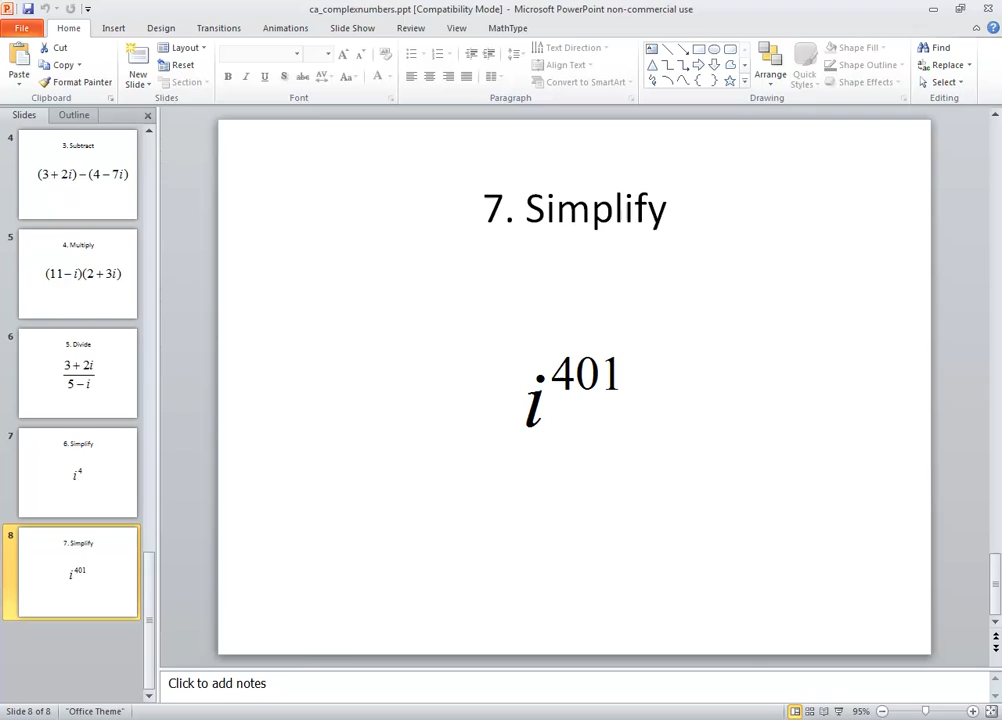 ca_complexnumbers.ppt [Compatibility Mode] - Microsoft PowerPoint non-commercial use
File Home Insert Design Transitions Animations Slide Show Review View MathType
Paste
Cut
Copy
Format Painter
Clipboard
New Slide
Layout
Reset
Section
Slides
B I U S abc AV Aa A
Font
Text Direction
Align Text
Convert to SmartArt
Paragraph
Arrange
Quick Styles
Shape Fill
Shape Outline
Shape Effects
Drawing
Find
Replace
Select
Editing
Slides Outline
4
3. Subtract
(3 + 2i) − (4 − 7i)
5
4. Multiply
(11 − i)(2 + 3i)
6
5. Divide
3 + 2i
5 − i
7
6. Simplify
i⁴
8
7. Simplify
i⁴⁰¹
7. Simplify
i⁴⁰¹
Click to add notes
Slide 8 of 8 "Office Theme" 95%